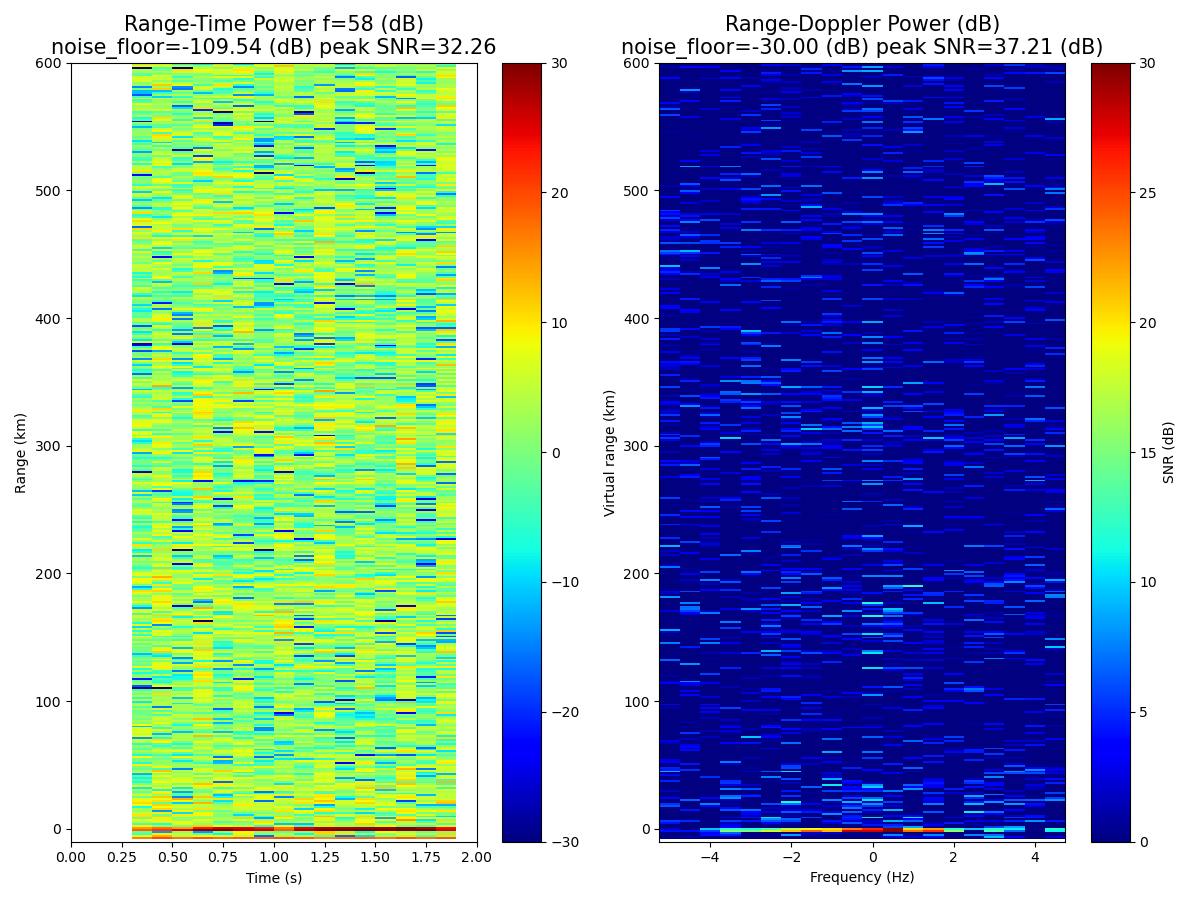 Range-Time Power f=58 (dB)
noise_floor=-109.54 (dB) peak SNR=32.26
600
500
400
300
200
100
0
Range (km)
0.00 0.25 0.50 0.75 1.00 1.25 1.50 1.75 2.00
Time (s)
30
20
10
0
−10
−20
−30
Range-Doppler Power (dB)
noise_floor=-30.00 (dB) peak SNR=37.21 (dB)
600
500
400
300
200
100
0
Virtual range (km)
−4 −2 0 2 4
Frequency (Hz)
30
25
20
15
10
5
0
SNR (dB)